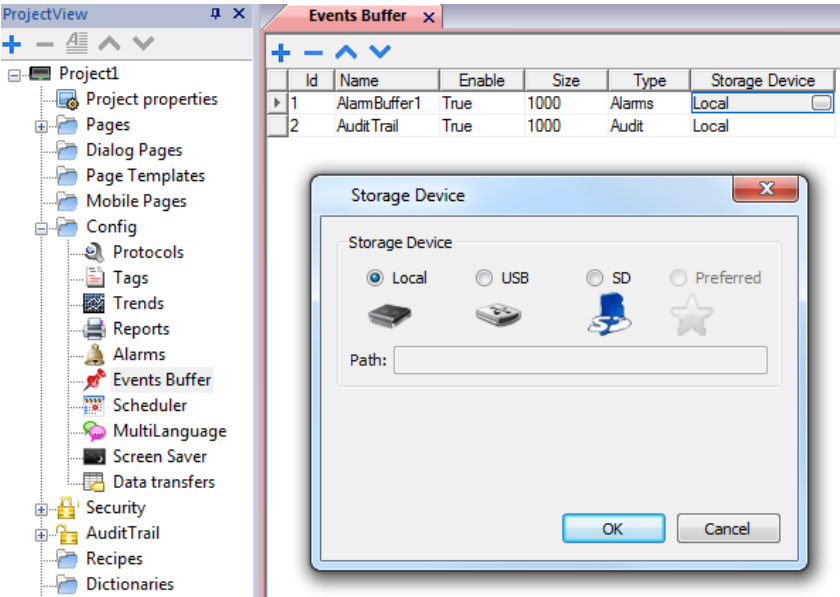 ProjectView
Project1
Project properties
Pages
Dialog Pages
Page Templates
Mobile Pages
Config
Protocols
Tags
Trends
Reports
Alarms
Events Buffer
Scheduler
MultiLanguage
Screen Saver
Data transfers
Security
AuditTrail
Recipes
Dictionaries
Events Buffer
Id Name Enable Size Type Storage Device
1 AlarmBuffer1 True 1000 Alarms Local
2 AuditTrail True 1000 Audit Local
Storage Device
Storage Device
Local USB SD Preferred
Path:
OK Cancel